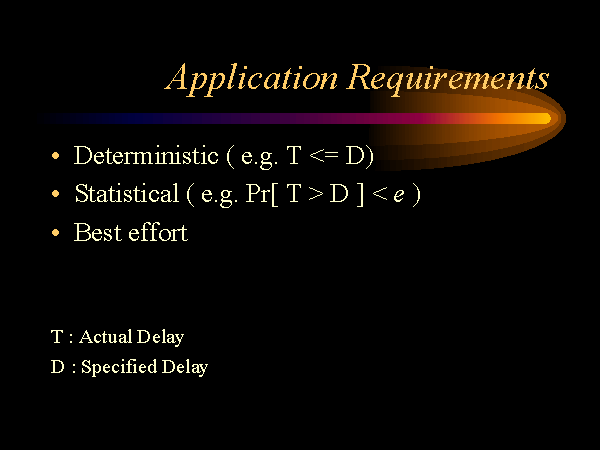 Application Requirements
• Deterministic ( e.g. T <= D)
• Statistical ( e.g. Pr[ T > D ] < e )
• Best effort
T : Actual Delay
D : Specified Delay